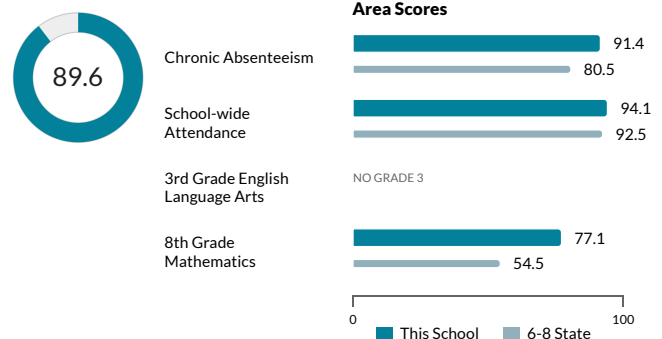 Area Scores
89.6
Chronic Absenteeism
91.4
80.5
School-wide
Attendance
94.1
92.5
3rd Grade English
Language Arts
NO GRADE 3
8th Grade
Mathematics
77.1
54.5
0
100
This School
6-8 State